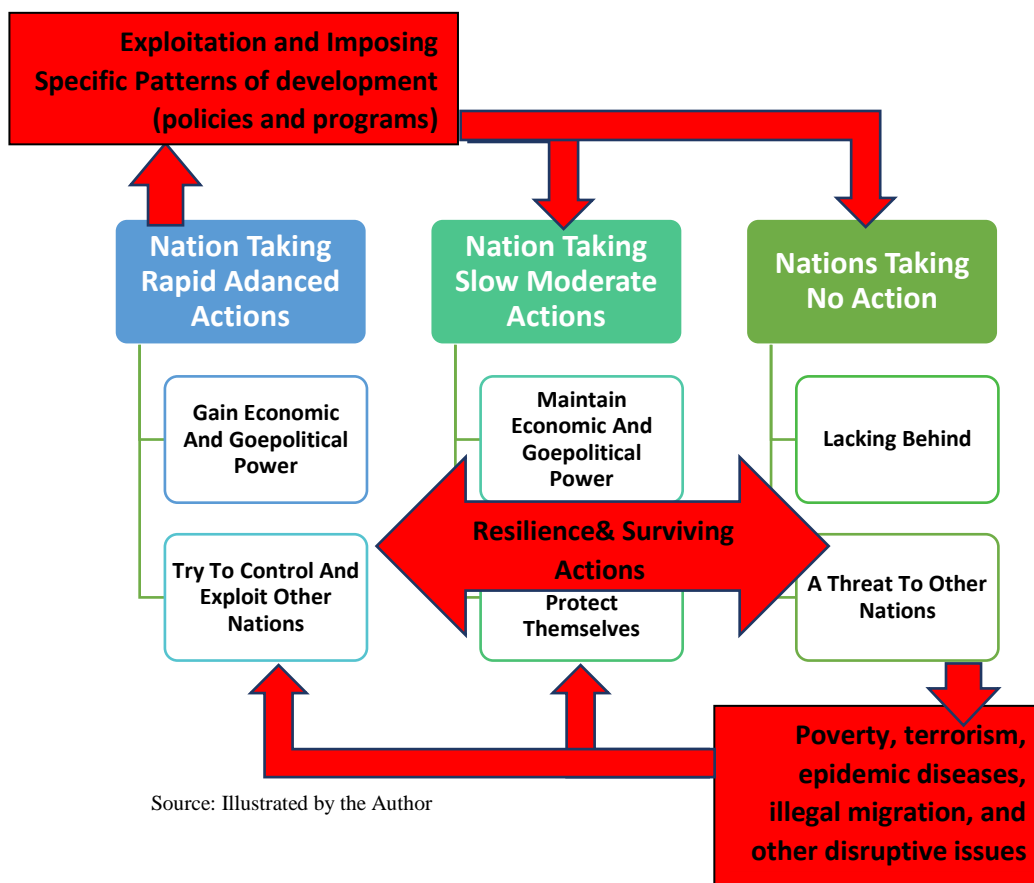 Exploitation and Imposing
Specific Patterns of development
(policies and programs)
Nation Taking
Rapid Adanced
Actions
Nation Taking
Slow Moderate
Actions
Nations Taking
No Action
Gain Economic
And Goepolitical
Power
Maintain
Economic And
Goepolitical
Power
Lacking Behind
Resilience& Surviving
Actions
Try To Control And
Exploit Other
Nations
Protect
Themselves
A Threat To Other
Nations
Poverty, terrorism,
epidemic diseases,
illegal migration, and
other disruptive issues
Source: Illustrated by the Author